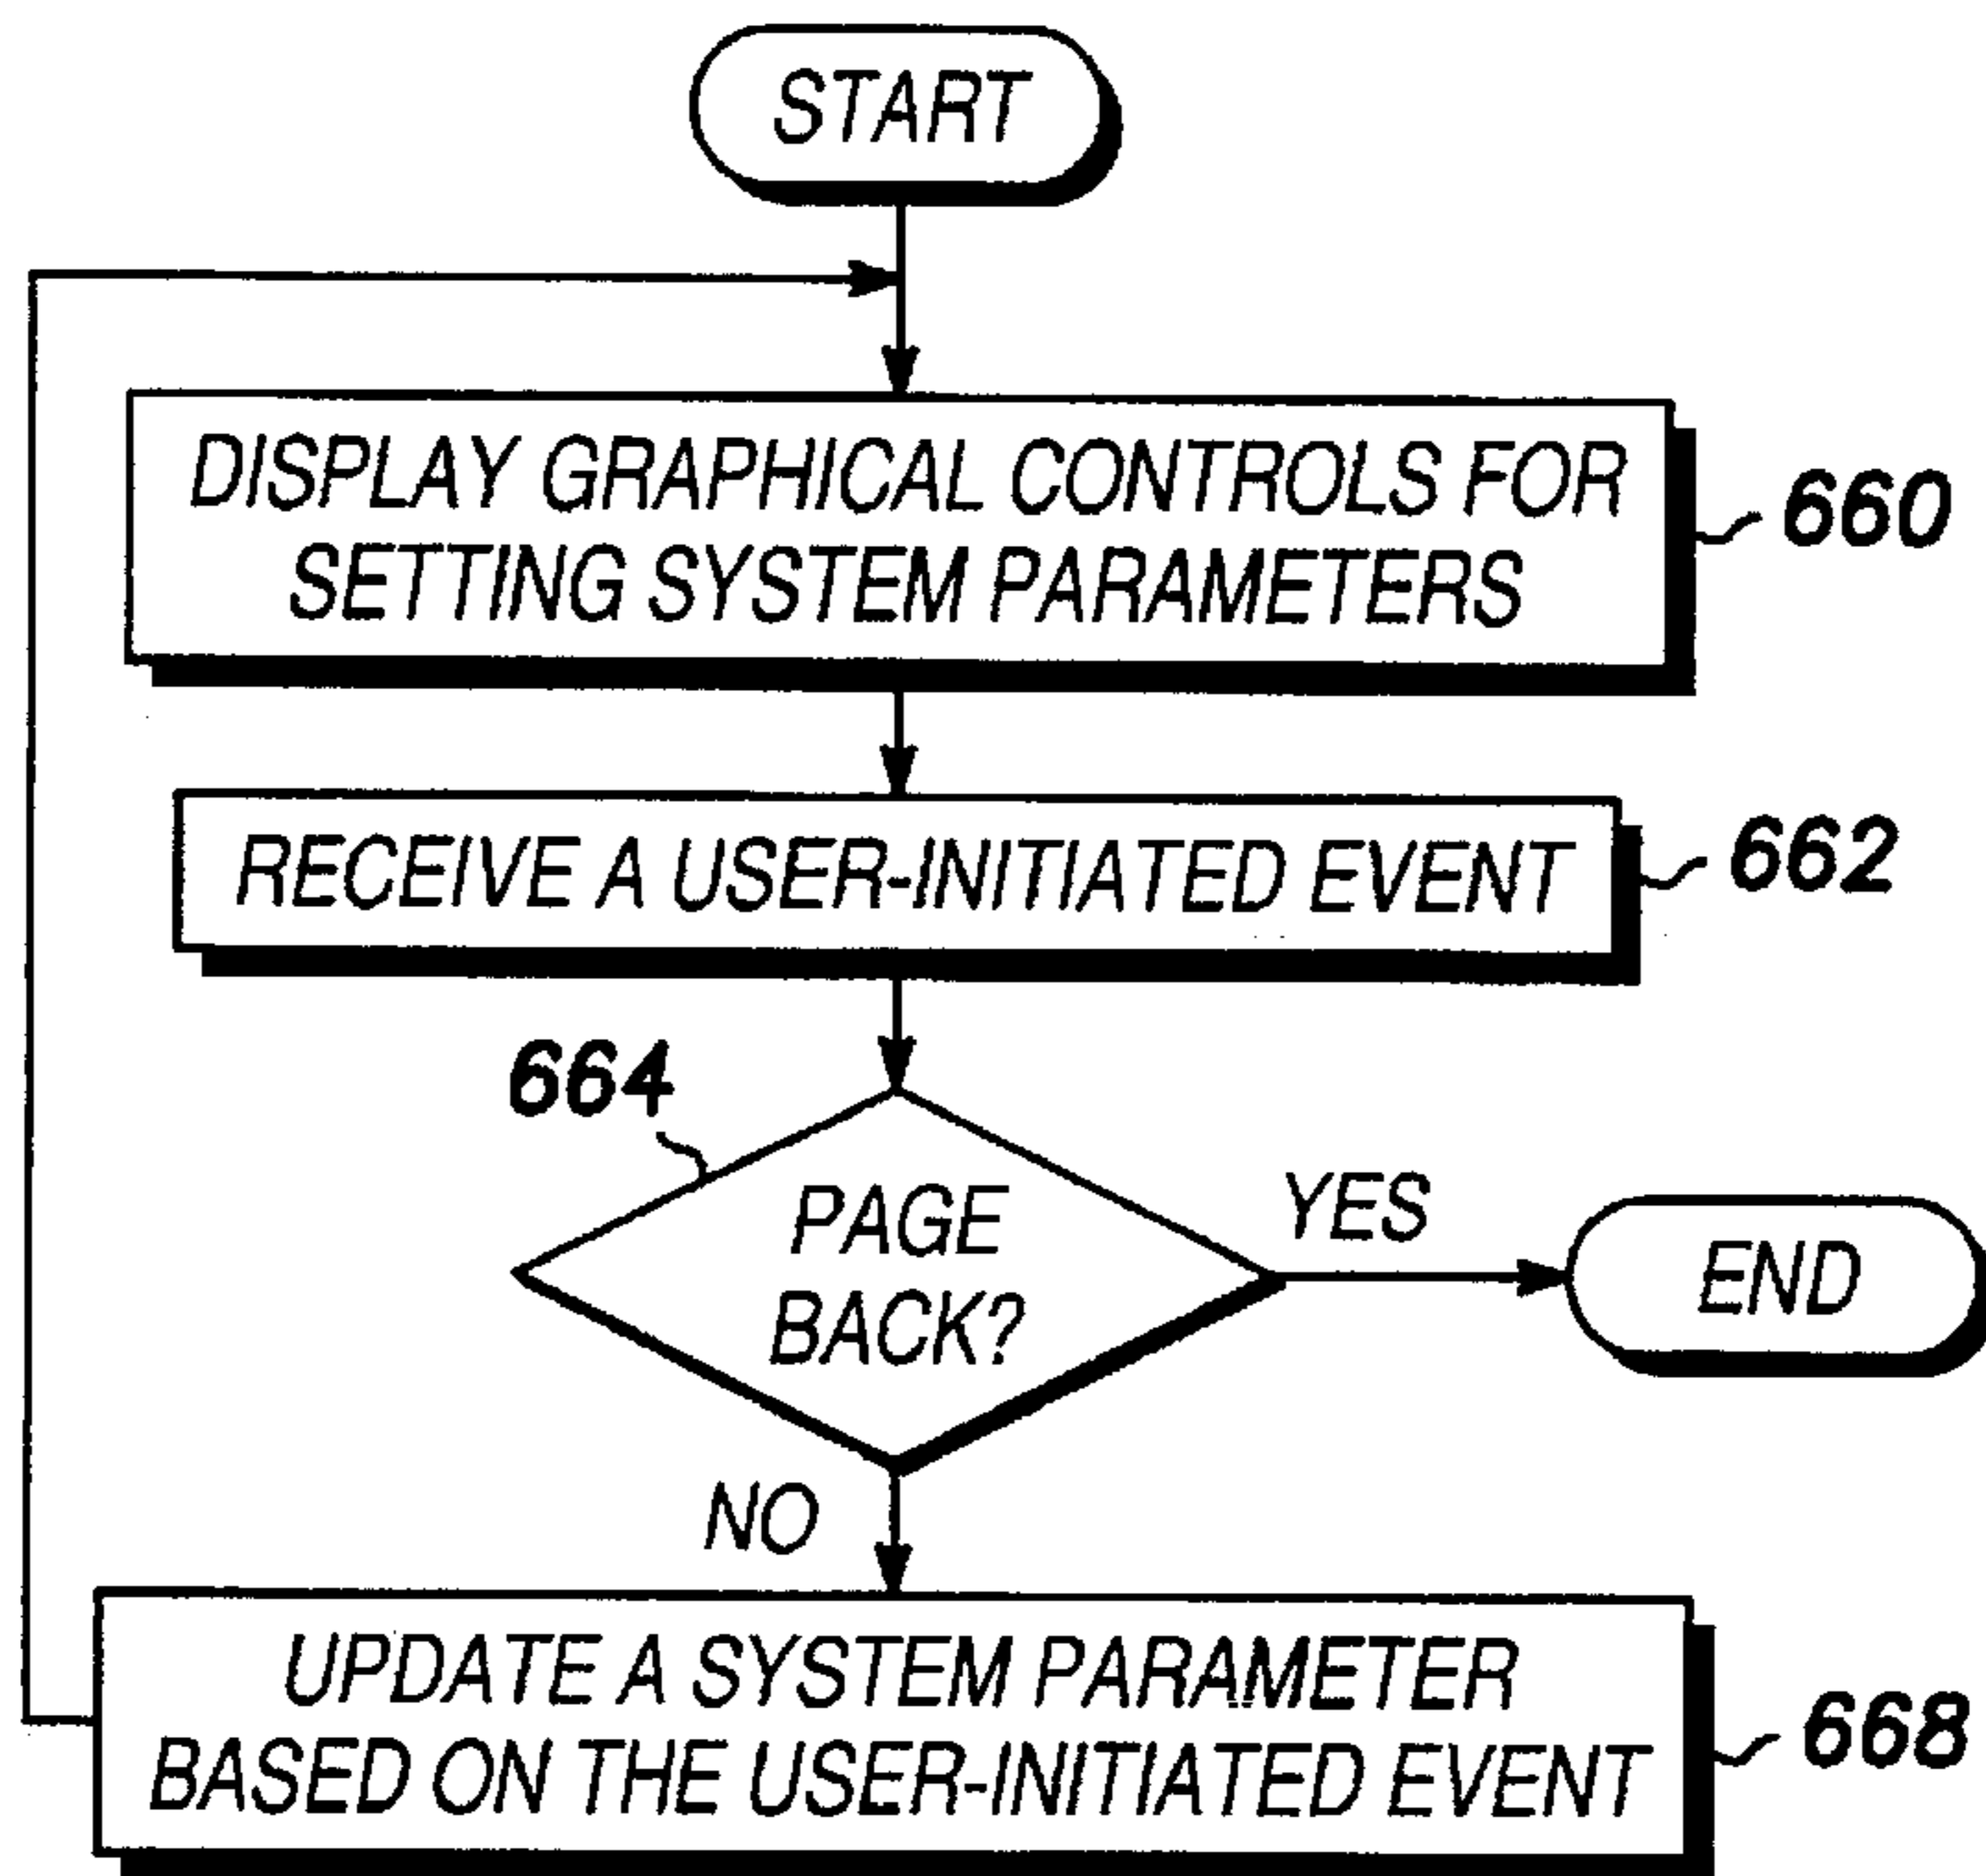 START
DISPLAY GRAPHICAL CONTROLS FOR
SETTING SYSTEM PARAMETERS
660
RECEIVE A USER-INITIATED EVENT
662
664
PAGE
BACK?
YES
END
NO
UPDATE A SYSTEM PARAMETER
BASED ON THE USER-INITIATED EVENT
668